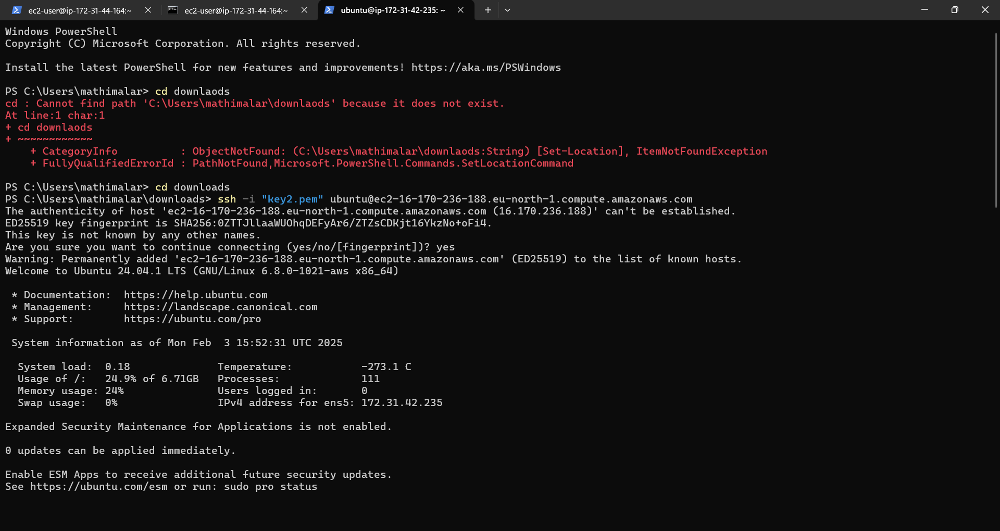 ec2-user@ip-172-31-44-164:~
ec2-user@ip-172-31-44-164:~
ubuntu@ip-172-31-42-235: ~
Windows PowerShell
Copyright (C) Microsoft Corporation. All rights reserved.
Install the latest PowerShell for new features and improvements! https://aka.ms/PSWindows
PS C:\Users\mathimalar> cd downlaods
cd : Cannot find path 'C:\Users\mathimalar\downlaods' because it does not exist.
At line:1 char:1
+ cd downlaods
+ ~~~~~~~~~~~~
    + CategoryInfo          : ObjectNotFound: (C:\Users\mathimalar\downlaods:String) [Set-Location], ItemNotFoundException
    + FullyQualifiedErrorId : PathNotFound,Microsoft.PowerShell.Commands.SetLocationCommand
PS C:\Users\mathimalar> cd downloads
PS C:\Users\mathimalar\downloads> ssh -i "key2.pem" ubuntu@ec2-16-170-236-188.eu-north-1.compute.amazonaws.com
The authenticity of host 'ec2-16-170-236-188.eu-north-1.compute.amazonaws.com (16.170.236.188)' can't be established.
ED25519 key fingerprint is SHA256:0ZTTJllaaWUOhqDEFyAr6/ZTZsCDKjt16YkzNo+oFi4.
This key is not known by any other names.
Are you sure you want to continue connecting (yes/no/[fingerprint])? yes
Warning: Permanently added 'ec2-16-170-236-188.eu-north-1.compute.amazonaws.com' (ED25519) to the list of known hosts.
Welcome to Ubuntu 24.04.1 LTS (GNU/Linux 6.8.0-1021-aws x86_64)
 * Documentation:  https://help.ubuntu.com
 * Management:     https://landscape.canonical.com
 * Support:        https://ubuntu.com/pro
 System information as of Mon Feb  3 15:52:31 UTC 2025
  System load:  0.18              Temperature:           -273.1 C
  Usage of /:   24.9% of 6.71GB   Processes:             111
  Memory usage: 24%               Users logged in:       0
  Swap usage:   0%                IPv4 address for ens5: 172.31.42.235
Expanded Security Maintenance for Applications is not enabled.
0 updates can be applied immediately.
Enable ESM Apps to receive additional future security updates.
See https://ubuntu.com/esm or run: sudo pro status